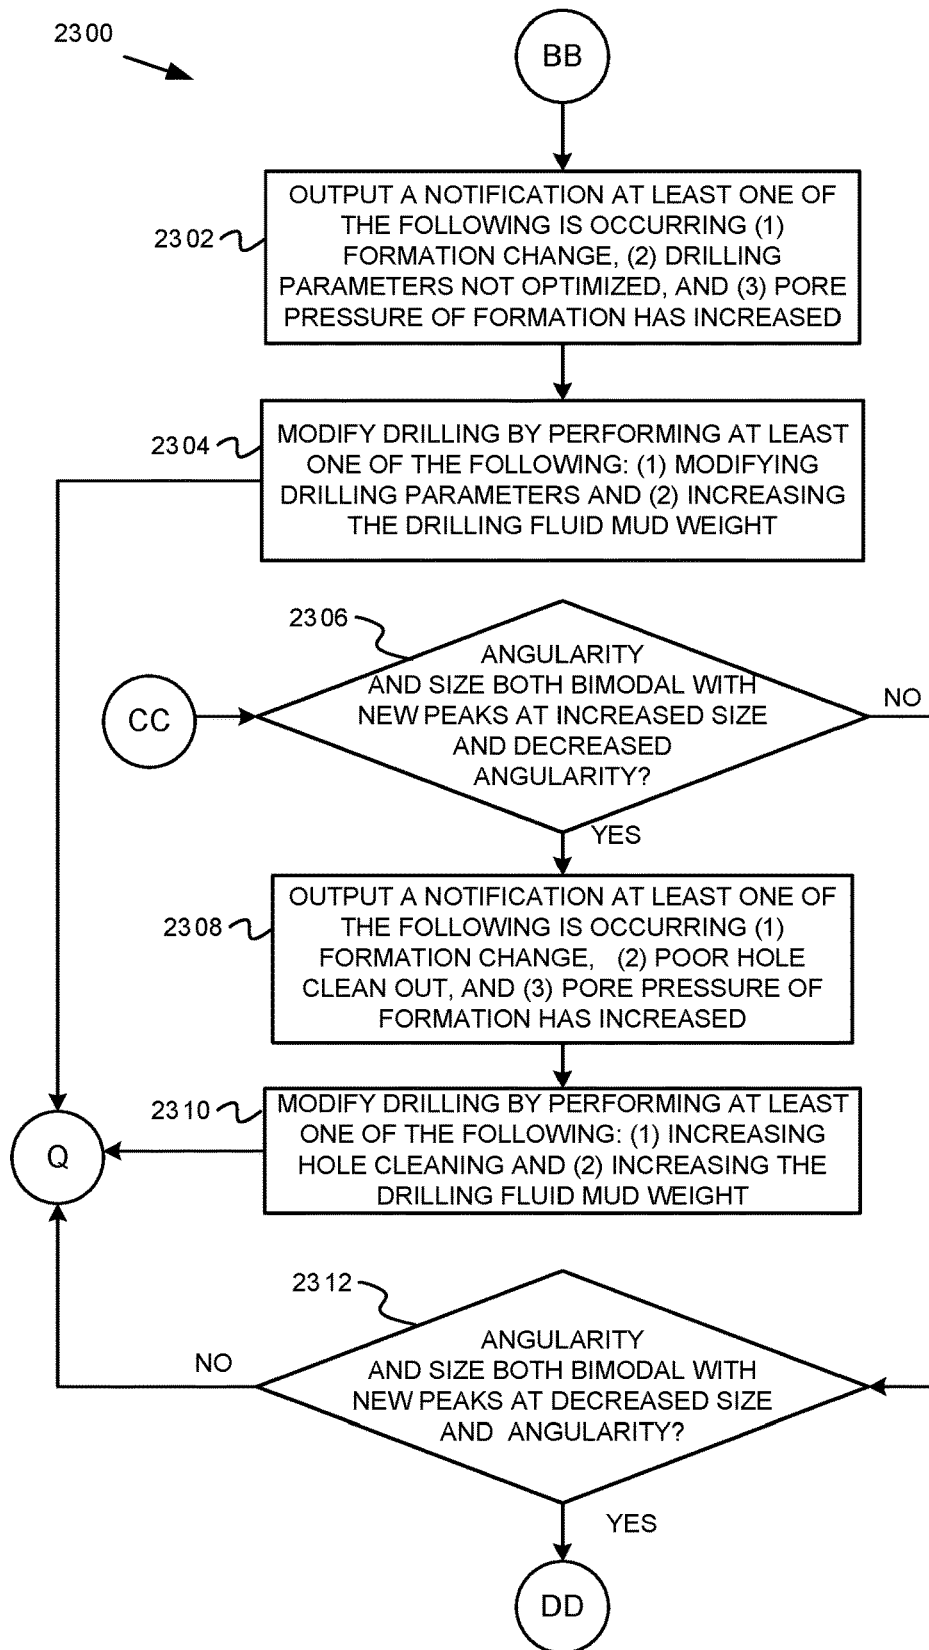 2300
BB
OUTPUT A NOTIFICATION AT LEAST ONE OF
THE FOLLOWING IS OCCURRING (1)
FORMATION CHANGE, (2) DRILLING
PARAMETERS NOT OPTIMIZED, AND (3) PORE
PRESSURE OF FORMATION HAS INCREASED
2302
MODIFY DRILLING BY PERFORMING AT LEAST
ONE OF THE FOLLOWING: (1) MODIFYING
DRILLING PARAMETERS AND (2) INCREASING
THE DRILLING FLUID MUD WEIGHT
2304
2306
ANGULARITY
AND SIZE BOTH BIMODAL WITH
NEW PEAKS AT INCREASED SIZE
AND DECREASED
ANGULARITY?
CC
NO
YES
OUTPUT A NOTIFICATION AT LEAST ONE OF
THE FOLLOWING IS OCCURRING (1)
FORMATION CHANGE, (2) POOR HOLE
CLEAN OUT, AND (3) PORE PRESSURE OF
FORMATION HAS INCREASED
2308
MODIFY DRILLING BY PERFORMING AT LEAST
ONE OF THE FOLLOWING: (1) INCREASING
HOLE CLEANING AND (2) INCREASING THE
DRILLING FLUID MUD WEIGHT
2310
Q
2312
ANGULARITY
AND SIZE BOTH BIMODAL WITH
NEW PEAKS AT DECREASED SIZE
AND ANGULARITY?
NO
YES
DD